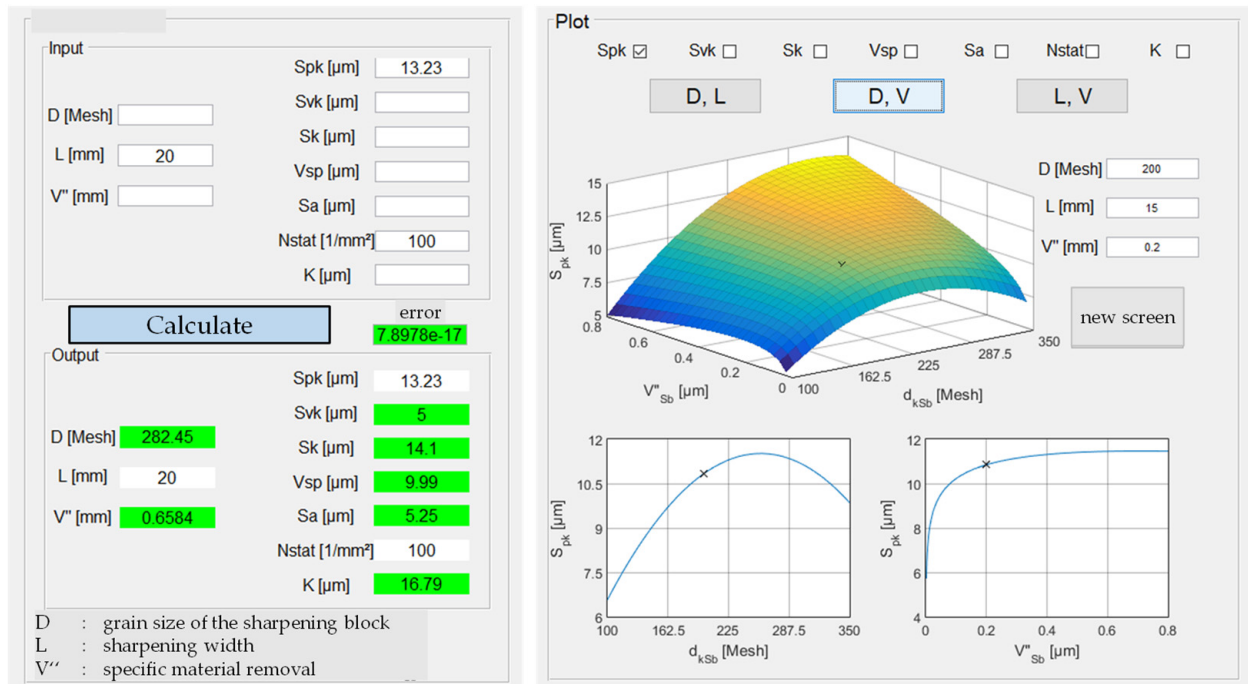 Input
Spk [µm] 13.23
Svk [µm]
D [Mesh]
Sk [µm]
L [mm] 20
Vsp [µm]
V" [mm]
Sa [µm]
Nstat [1/mm²] 100
K [µm]
Calculate
error
7.8978e-17
Output
Spk [µm] 13.23
Svk [µm] 5
D [Mesh] 282.45
Sk [µm] 14.1
L [mm] 20
Vsp [µm] 9.99
V" [mm] 0.6584
Sa [µm] 5.25
Nstat [1/mm²] 100
K [µm] 16.79
D : grain size of the sharpening block
L : sharpening width
V‘‘ : specific material removal
Plot
Spk Svk Sk Vsp Sa Nstat K
D, L D, V L, V
D [Mesh] 200
L [mm] 15
V" [mm] 0.2
new screen
15
12.5
10
7.5
5
Spk [µm]
0.8 0.6 0.4 0.2 0
V"Sb [µm]
100 162.5 225 287.5 350
dkSb [Mesh]
12
10.5
9
7.5
6
Spk [µm]
100 162.5 225 287.5 350
dkSb [Mesh]
12
10
8
6
4
Spk [µm]
0 0.2 0.4 0.6 0.8
V"Sb [µm]